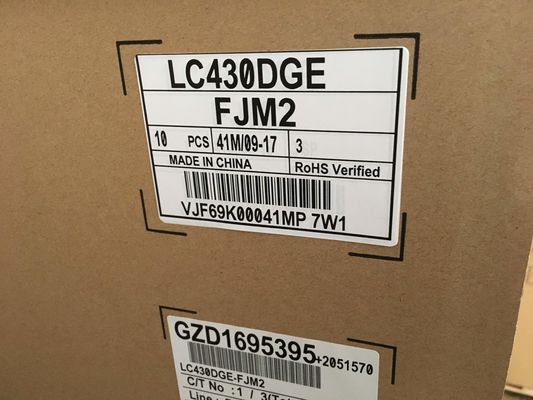 LC430DGE
FJM2
10 PCS 41M/09-17 3
MADE IN CHINA RoHS Verified
VJF69K00041MP 7W1
GZD1695395+2051570
LC430DGE-FJM2
C/T No :1 /